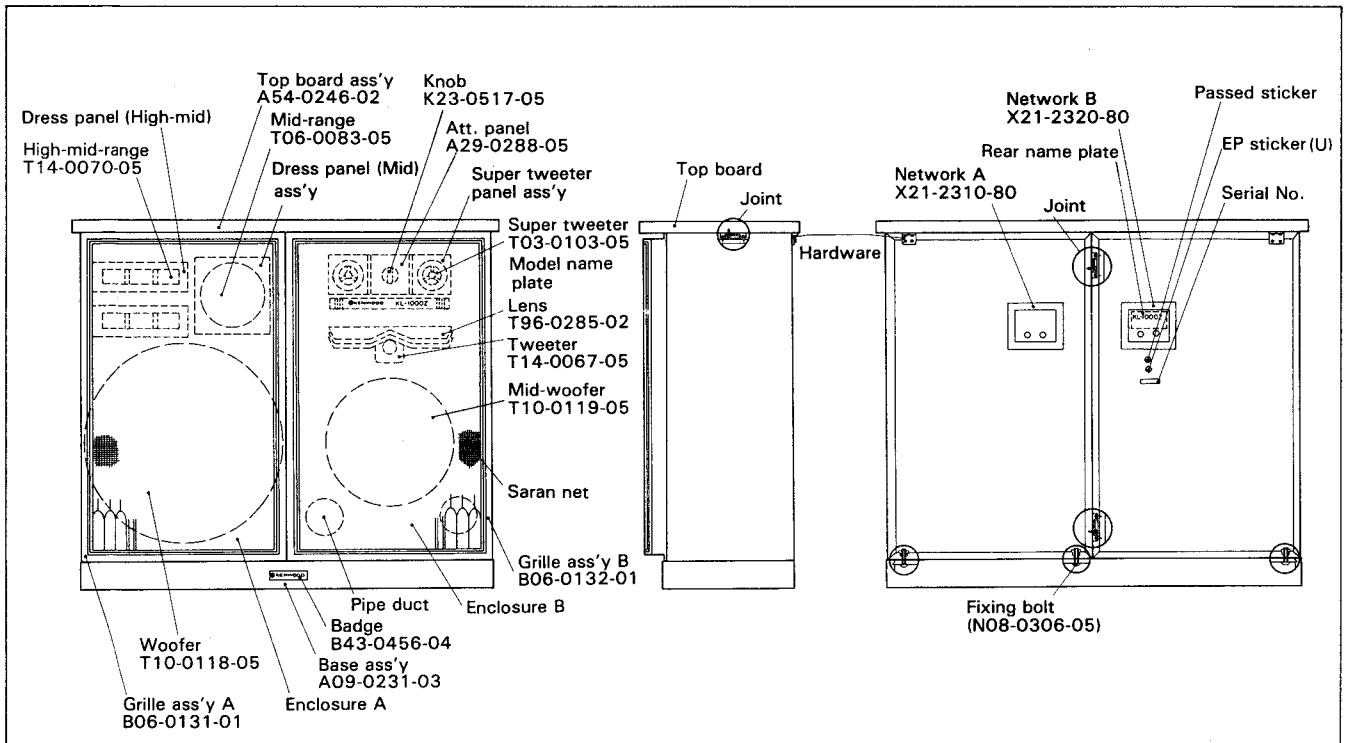 Top board ass'y
A54-0246-02
Knob
K23-0517-05
Dress panel (High-mid)
Mid-range
T06-0083-05
Att. panel
A29-0288-05
High-mid-range
T14-0070-05
Dress panel (Mid)
ass'y
Super tweeter
panel ass'y
Super tweeter
T03-0103-05
Model name
plate
KENWOOD KL-1000Z
Lens
T96-0285-02
Tweeter
T14-0067-05
Mid-woofer
T10-0119-05
Saran net
Grille ass'y B
B06-0132-01
KENWOOD
Pipe duct
Enclosure B
Badge
B43-0456-04
Woofer
T10-0118-05
Base ass'y
A09-0231-03
Grille ass'y A
B06-0131-01
Enclosure A
Top board
Joint
Hardware
Network B
X21-2320-80
Passed sticker
Rear name plate
EP sticker (U)
Network A
X21-2310-80
Joint
Serial No.
KL-1000Z
Fixing bolt
(N08-0306-05)